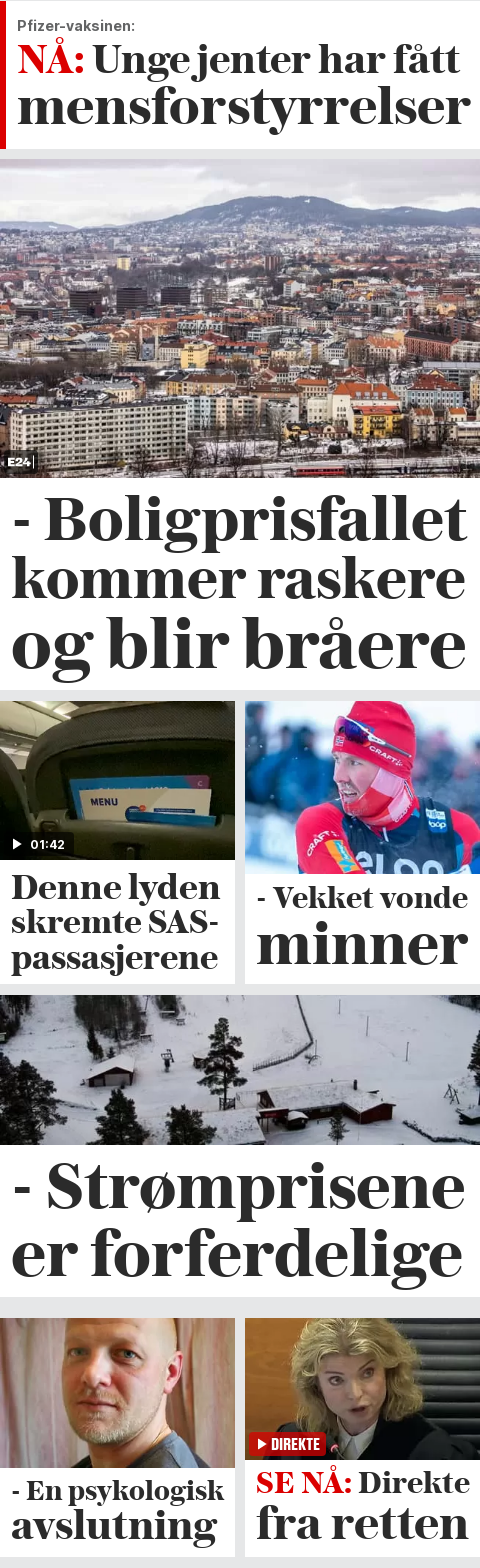 Pfizer-vaksinen:
NÅ: Unge jenter har fått
mensforstyrrelser
E24
- Boligprisfallet
kommer raskere
og blir bråere
MENU
01:42
Denne lyden
skremte SAS-
passasjerene
CRAFT
CRAFT
- Vekket vonde
minner
- Strømprisene
er forferdelige
- En psykologisk
avslutning
DIREKTE
SE NÅ: Direkte
fra retten